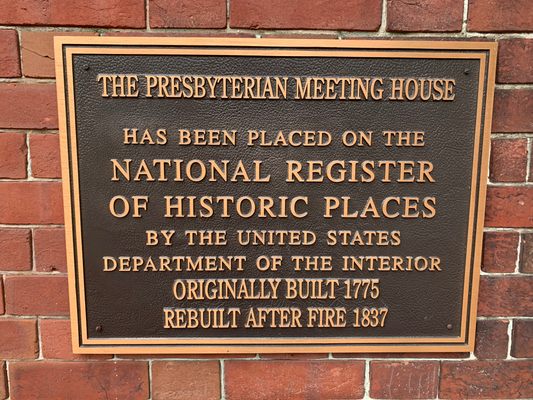 THE PRESBYTERIAN MEETING HOUSE
HAS BEEN PLACED ON THE
NATIONAL REGISTER
OF HISTORIC PLACES
BY THE UNITED STATES
DEPARTMENT OF THE INTERIOR
ORIGINALLY BUILT 1775
REBUILT AFTER FIRE 1837